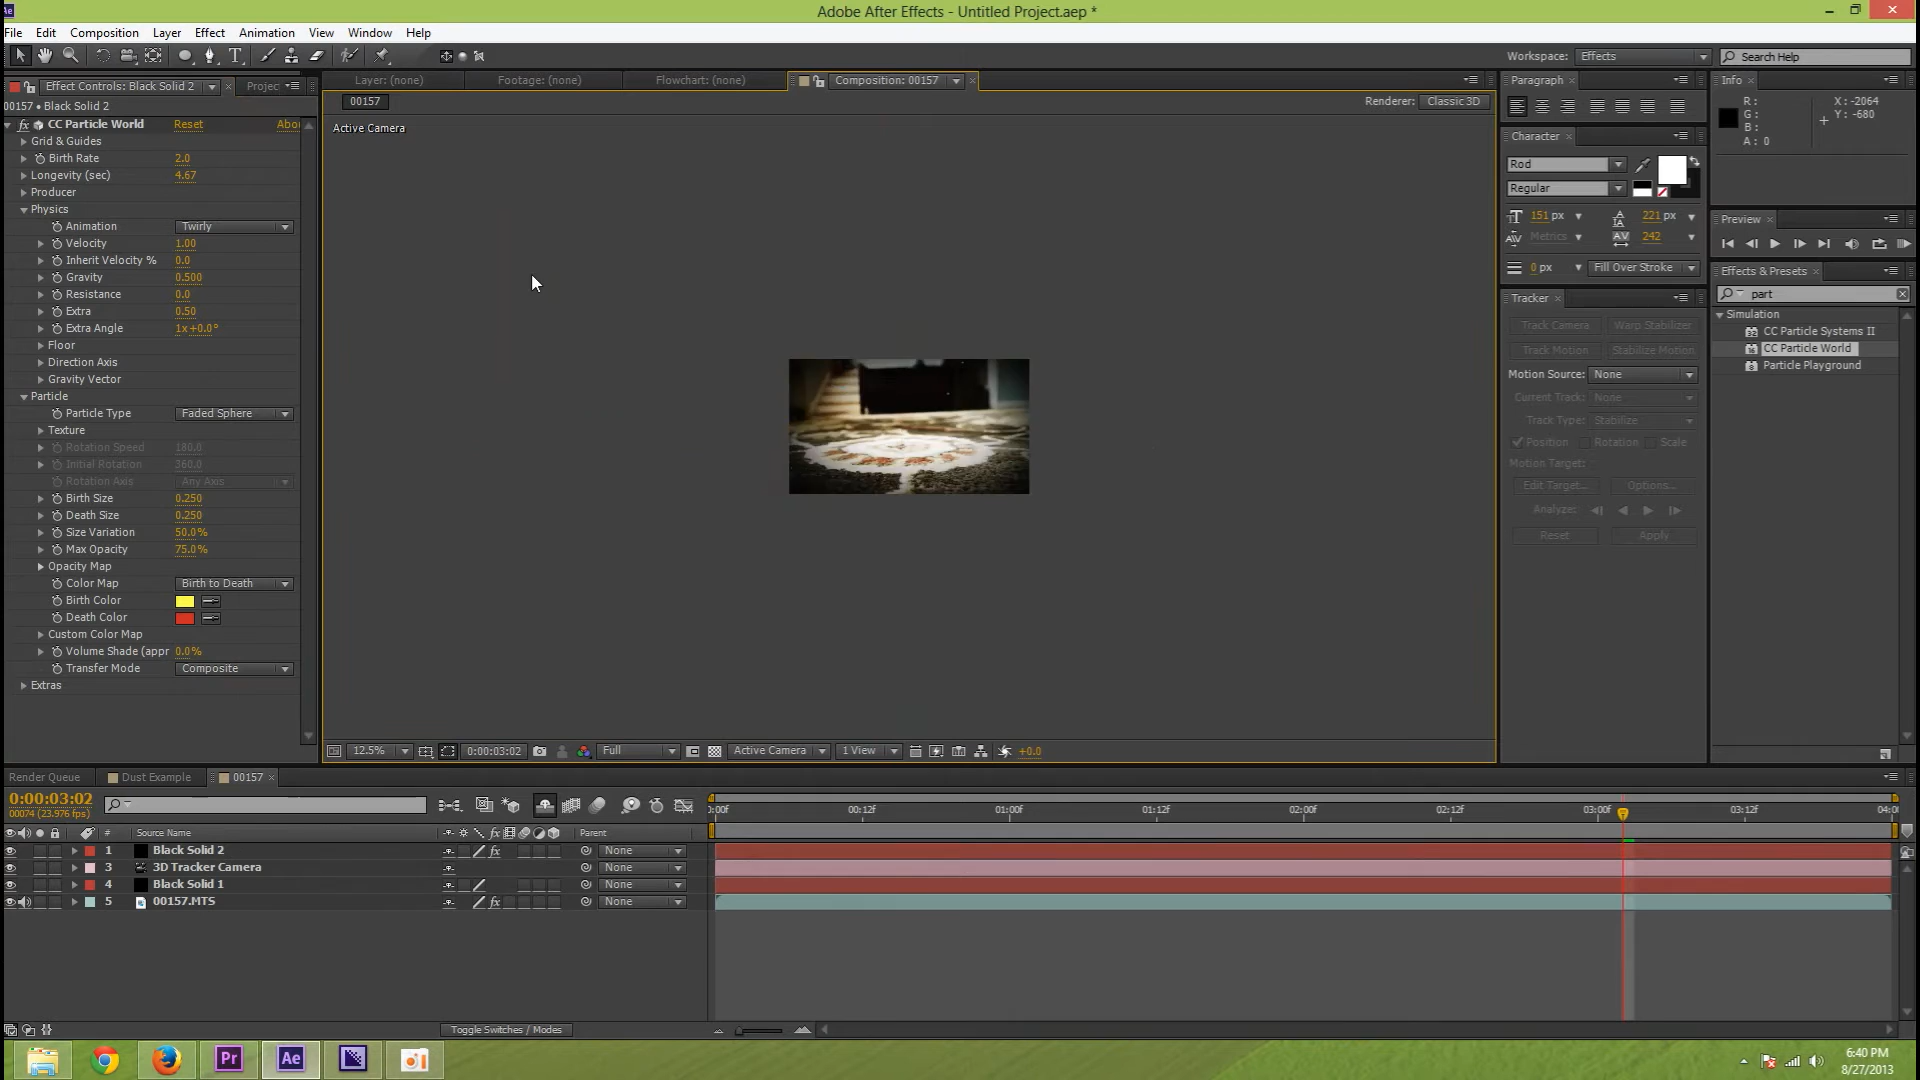 Adobe After Effects - Untitled Project.aep *
File Edit Composition Layer Effect Animation View Window Help
Workspace: Effects Search Help
Effect Controls: Black Solid 2 Projec
Layer: (none) Footage: (none) Flowchart: (none) Composition: 00157
00157 • Black Solid 2
00157
Renderer: Classic 3D
Active Camera
fx CC Particle World Reset Abou
Grid & Guides
Birth Rate 2.0
Longevity (sec) 4.67
Producer
Physics
Animation Twirly
Velocity 1.00
Inherit Velocity % 0.0
Gravity 0.500
Resistance 0.0
Extra 0.50
Extra Angle 1x+0.0°
Floor
Direction Axis
Gravity Vector
Particle
Particle Type Faded Sphere
Texture
Rotation Speed 180.0
Initial Rotation 360.0
Rotation Axis Any Axis
Birth Size 0.250
Death Size 0.250
Size Variation 50.0%
Max Opacity 75.0%
Opacity Map
Color Map Birth to Death
Birth Color
Death Color
Custom Color Map
Volume Shade (appr 0.0%
Transfer Mode Composite
Extras
12.5% 0:00:03:02 Full Active Camera 1 View +0.0
Paragraph
Character
Rod
Regular
151 px 221 px
Metrics 242
0 px Fill Over Stroke
Tracker
Track Camera Warp Stabilizer
Track Motion Stabilize Motion
Motion Source: None
Current Track: None
Track Type: Stabilize
Position Rotation Scale
Motion Target:
Edit Target... Options...
Analyze:
Reset Apply
Info
R: X: -2064
G: Y: -680
B:
A: 0
Preview
Effects & Presets
part
Simulation
CC Particle Systems II
CC Particle World
Particle Playground
Render Queue Dust Example 00157
0:00:03:02
00074 (23.976 fps)
# Source Name fx Parent
1 Black Solid 2 fx None
3 3D Tracker Camera None
4 Black Solid 1 None
5 00157.MTS fx None
):00f 00:12f 01:00f 01:12f 02:00f 02:12f 03:00f 03:12f 04:0
Toggle Switches / Modes
Pr Ae
6:40 PM
8/27/2013